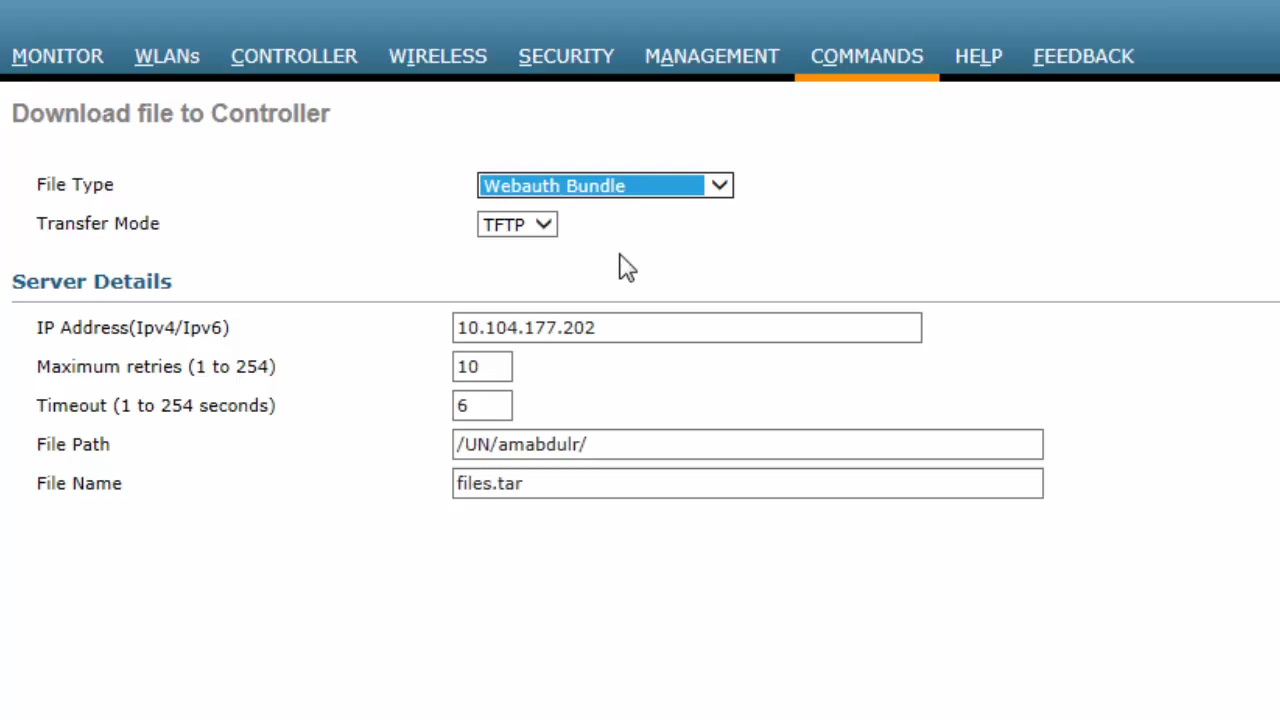 MONITOR WLANs CONTROLLER WIRELESS SECURITY MANAGEMENT COMMANDS HELP FEEDBACK
Download file to Controller
File Type Webauth Bundle
Transfer Mode TFTP
Server Details
IP Address(Ipv4/Ipv6) 10.104.177.202
Maximum retries (1 to 254) 10
Timeout (1 to 254 seconds) 6
File Path /UN/amabdulr/
File Name files.tar